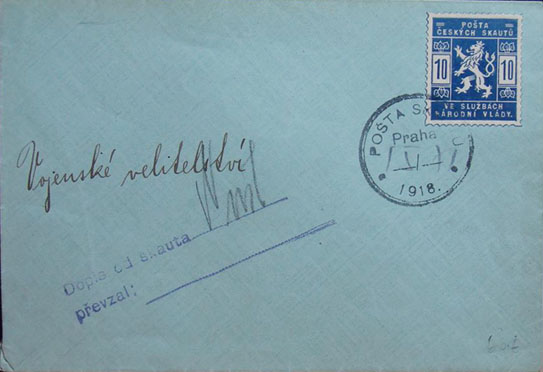 POŠTA
ČESKÝCH SKAUTŮ
10 10
VE SLUŽBÁCH
NÁRODNÍ VLÁDY.
POŠTA
Praha
1918.
Vojenské velitelství
Dopis od skauta
převzal: